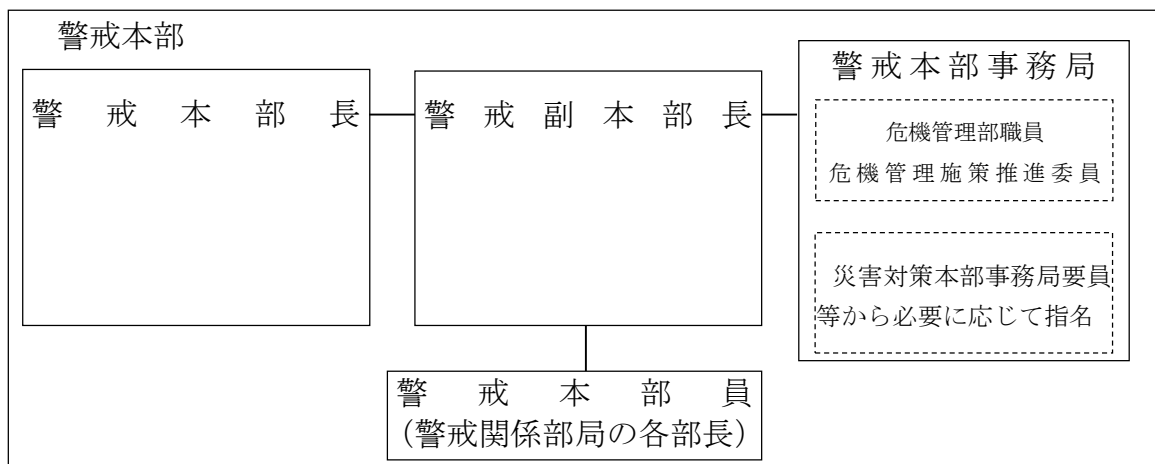 警戒本部
警戒本部長
警戒副本部長
警戒本部事務局
危機管理部職員
危機管理施策推進委員
災害対策本部事務局要員
等から必要に応じて指名
警戒本部員
（警戒関係部局の各部長）